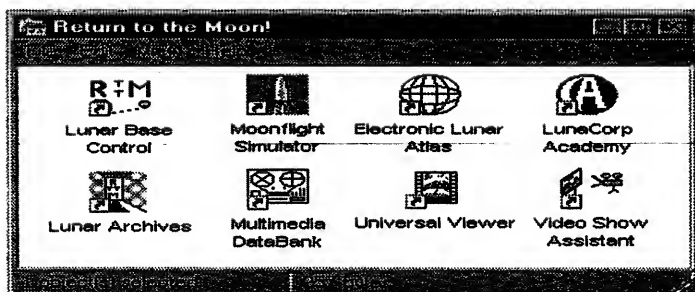 Return to the Moon!
RTTM
Lunar Base
Control
Moonflight
Simulator
Electronic Lunar
Atlas
LunaCorp
Academy
Lunar Archives
Multimedia
DataBank
Universal Viewer
Video Show
Assistant